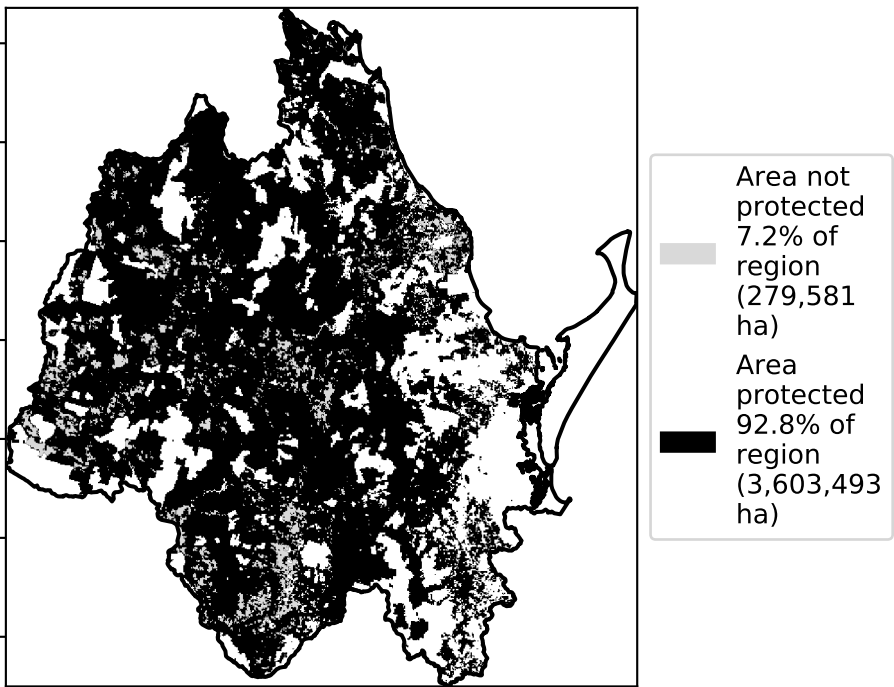 Area not
protected
7.2% of
region
(279,581
ha)
Area
protected
92.8% of
region
(3,603,493
ha)